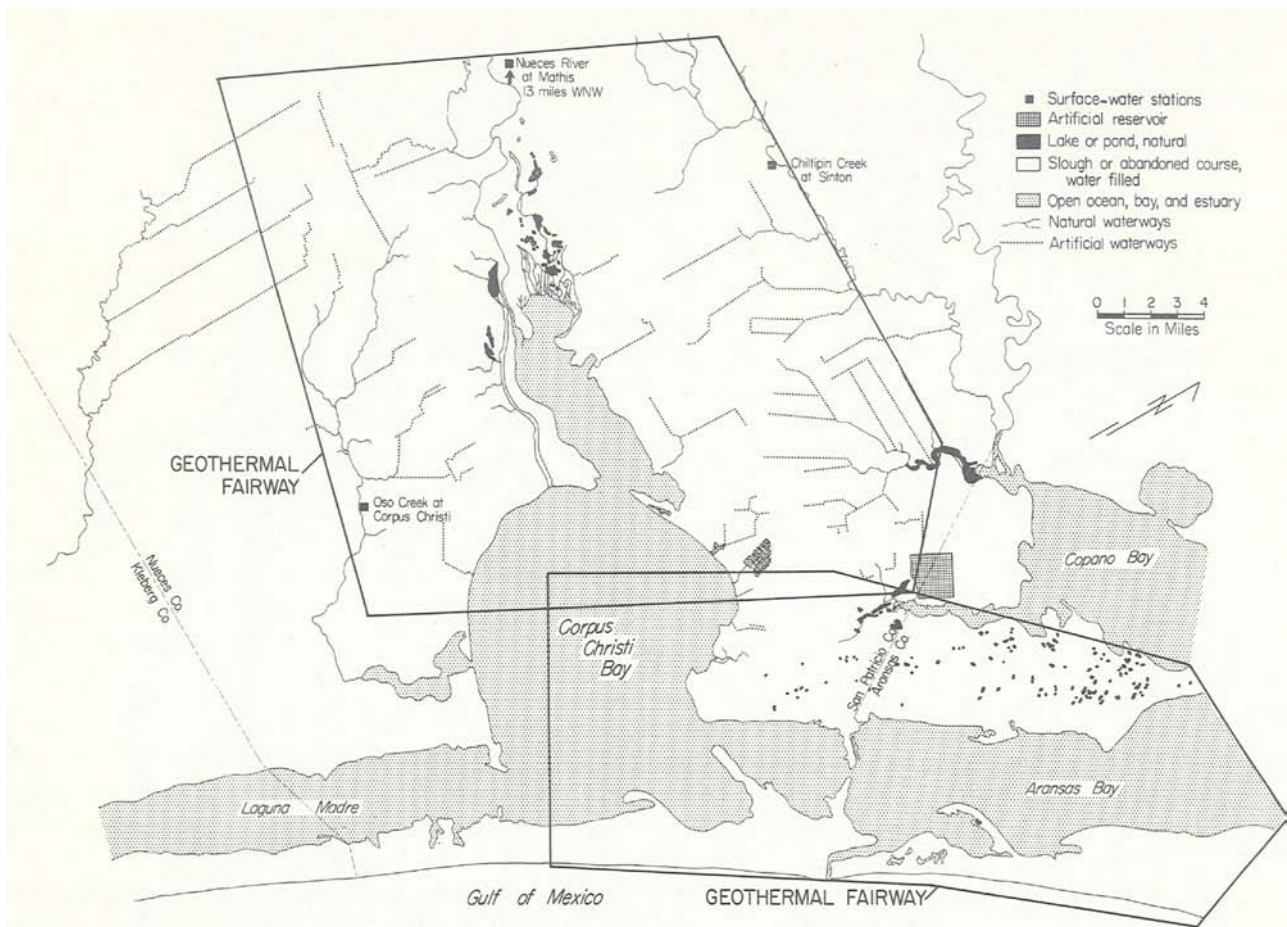 Nueces River
at Mathis
13 miles WNW
Surface-water stations
Artificial reservoir
Lake or pond, natural
Slough or abandoned course,
water filled
Open ocean, bay, and estuary
Natural waterways
Artificial waterways
Chiltipin Creek
at Sinton
0 1 2 3 4
Scale in Miles
N
GEOTHERMAL
FAIRWAY
Oso Creek at
Corpus Christi
Nueces Co.
Kleberg Co
Copano Bay
Corpus
Christi
Bay
San Patricio Co
Aransas Co
Laguna Madre
Aransas Bay
Gulf of Mexico
GEOTHERMAL FAIRWAY